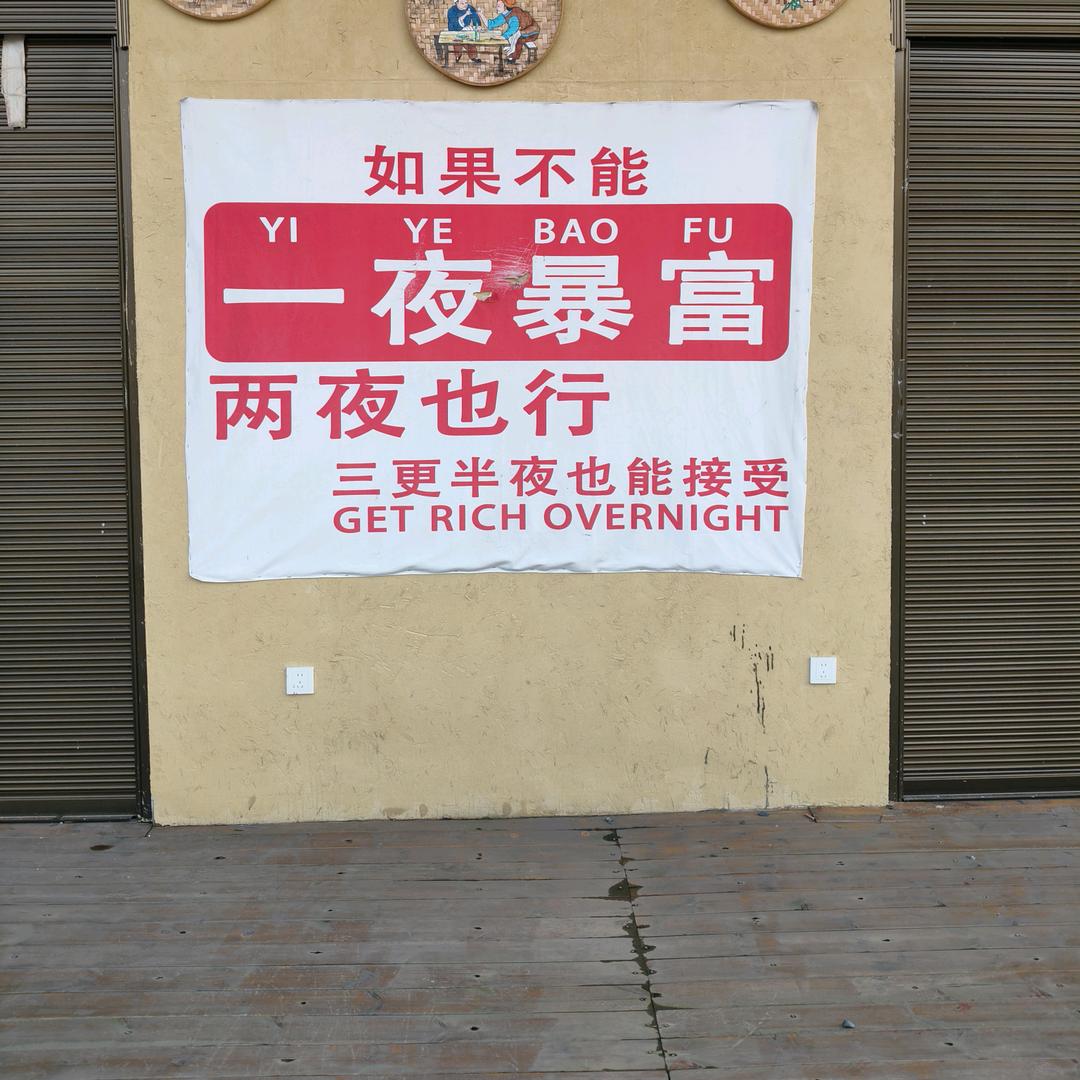 如果不能
YI YE BAO FU
一夜暴富
两夜也行
三更半夜也能接受
GET RICH OVERNIGHT